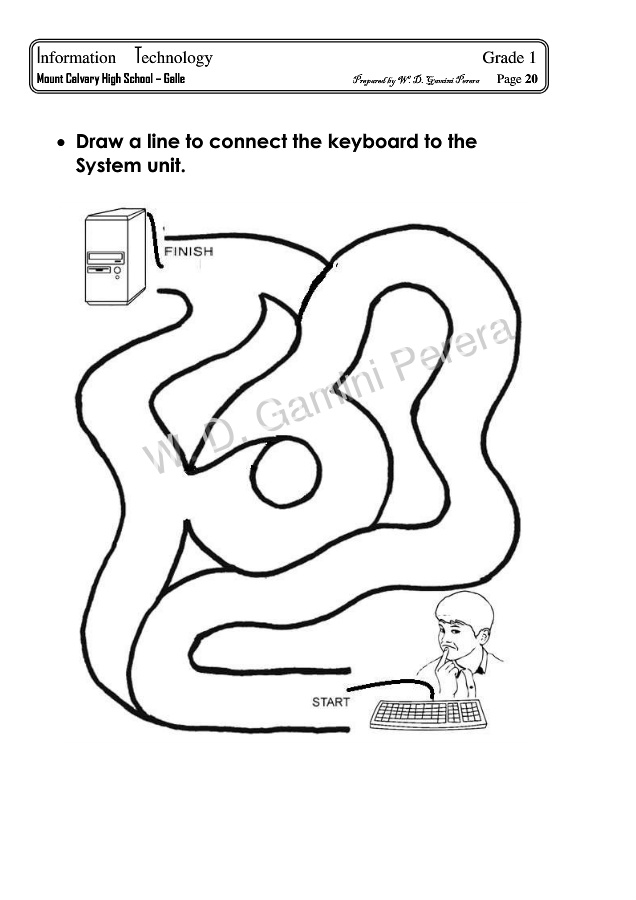 Information Technology Grade 1
Mount Calvary High School – Galle Prepared by W. D. Gamini Perera Page 20
• Draw a line to connect the keyboard to the
System unit.
FINISH
W. D. Gamini Perera
START